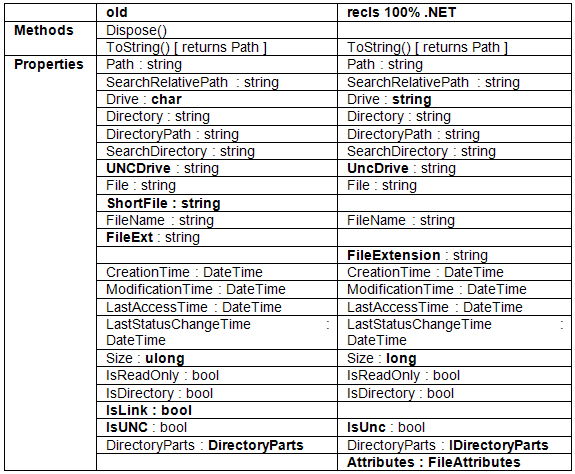 old recls 100% .NET
Methods Dispose()
ToString() [ returns Path ] ToString() [ returns Path ]
Properties Path : string Path : string
SearchRelativePath : string SearchRelativePath : string
Drive : char Drive : string
Directory : string Directory : string
DirectoryPath : string DirectoryPath : string
SearchDirectory : string SearchDirectory : string
UNCDrive : string UncDrive : string
File : string File : string
ShortFile : string
FileName : string FileName : string
FileExt : string
FileExtension : string
CreationTime : DateTime CreationTime : DateTime
ModificationTime : DateTime ModificationTime : DateTime
LastAccessTime : DateTime LastAccessTime : DateTime
LastStatusChangeTime : LastStatusChangeTime :
DateTime DateTime
Size : ulong Size : long
IsReadOnly : bool IsReadOnly : bool
IsDirectory : bool IsDirectory : bool
IsLink : bool
IsUNC : bool IsUnc : bool
DirectoryParts : DirectoryParts DirectoryParts : IDirectoryParts
Attributes : FileAttributes